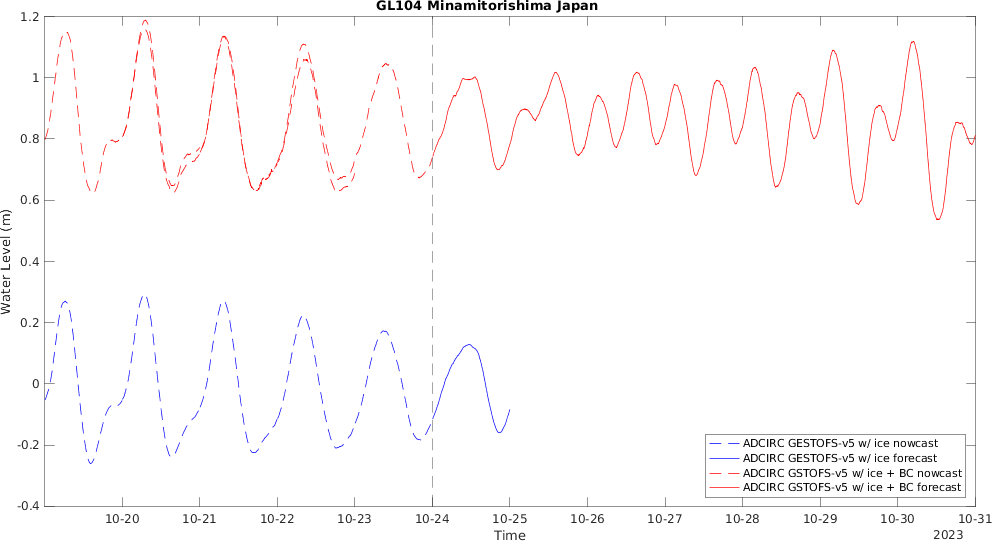 GL104 Minamitorishima Japan
1.2
1
0.8
0.6
0.4
0.2
0
-0.2
-0.4
Water Level (m)
ADCIRC GESTOFS-v5 w/ ice nowcast
ADCIRC GESTOFS-v5 w/ ice forecast
ADCIRC GSTOFS-v5 w/ ice + BC nowcast
ADCIRC GSTOFS-v5 w/ ice + BC forecast
10-20 10-21 10-22 10-23 10-24 10-25 10-26 10-27 10-28 10-29 10-30 10-31
Time
2023